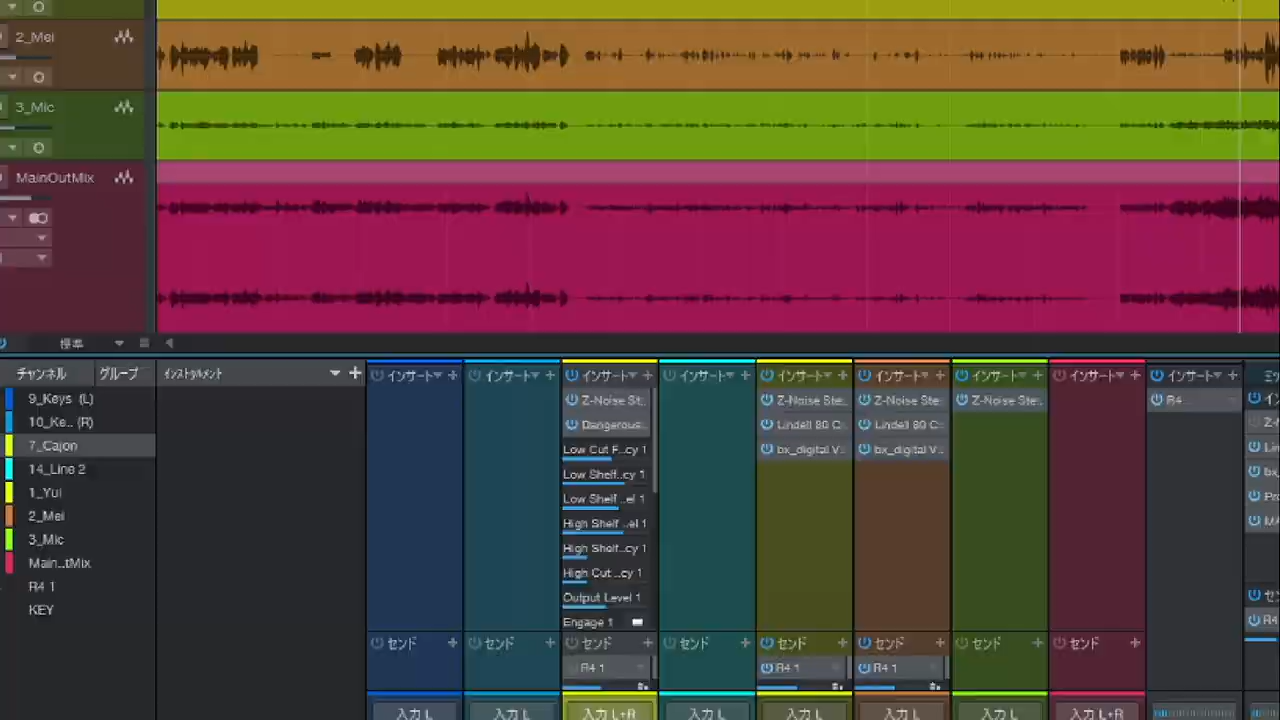 2_Mei
3_Mic
MainOutMix
標準
チャンネル グループ インストゥルメント
インサート インサート インサート インサート インサート インサート インサート インサート インサート
9_Keys (L)
10_Ke.. (R)
7_Cajon
14_Line 2
1_Yui
2_Mei
3_Mic
Main..tMix
R4 1
KEY
Z-Noise St.. Z-Noise Ste.. Z-Noise Ste.. Z-Noise Ste.. R4
Dangerous.. Lindell 80 C.. Lindell 80 C..
Low Cut F...cy 1 bx_digital V.. bx_digital V..
Low Shelf...cy 1
Low Shelf ..el 1
High Shelf ..el 1
High Shelf...cy 1
High Cut ...cy 1
Output Level 1
Engage 1
センド センド センド センド センド センド センド センド
R4 1 R4 1 R4 1 R4
入力 L 入力 L 入力 L+R 入力 L 入力 L 入力 L 入力 L 入力 L+R